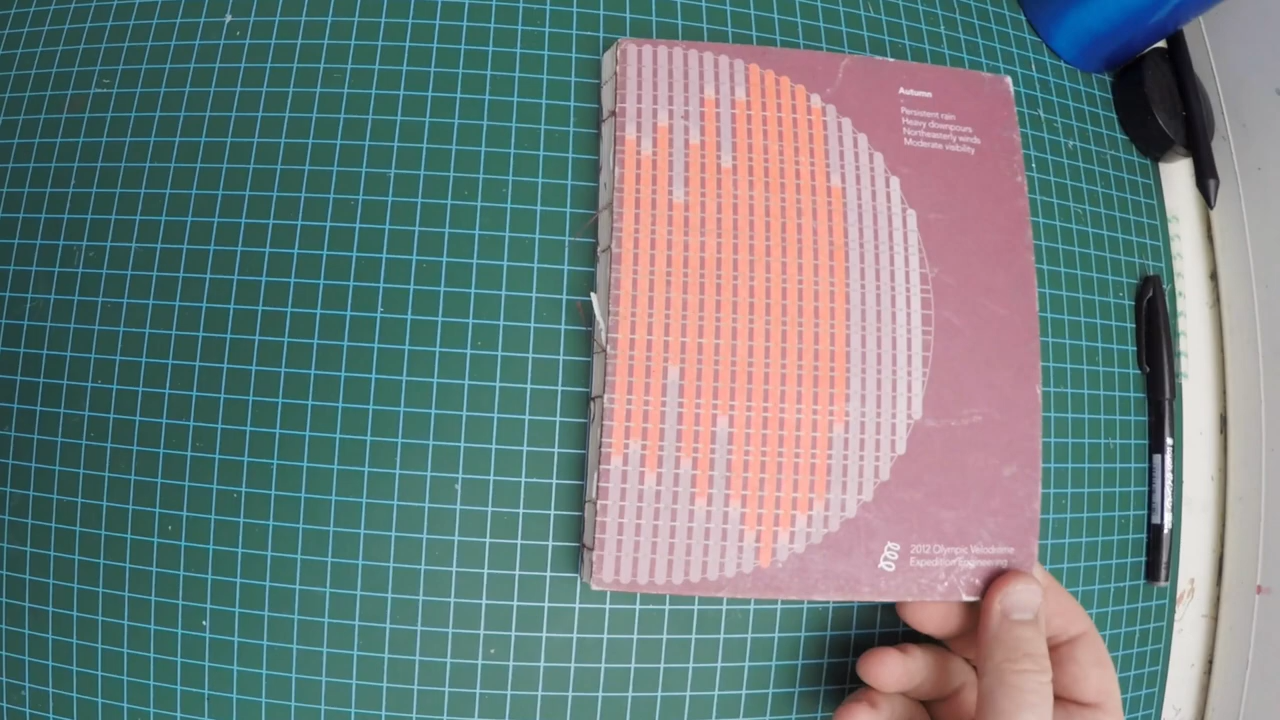 Autumn
Persistent rain
Heavy downpours
Northeasterly winds
Moderate visibility
2012 Olympic Velodrome
Expedition Engineering